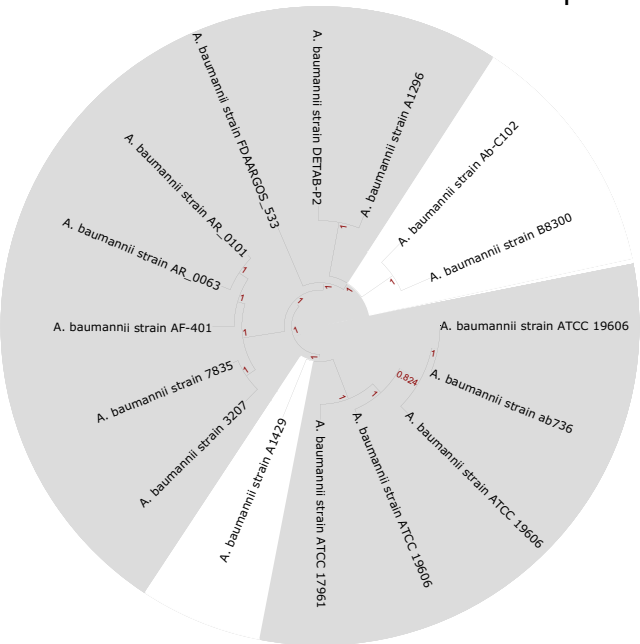 A. baumannii strain FDAARGOS_533
A. baumannii strain DETAB-P2
A. baumannii strain A1296
A. baumannii strain Ab-C102
A. baumannii strain B8300
A. baumannii strain ATCC 19606
A. baumannii strain ab736
A. baumannii strain ATCC 19606
A. baumannii strain ATCC 19606
A. baumannii strain ATCC 17961
A. baumannii strain A1429
A. baumannii strain 3207
A. baumannii strain 7835
A. baumannii strain AF-401
A. baumannii strain AR_0063
A. baumannii strain AR_0101
1
1
1
1
1
1
1
1
1
1
1
1
0.824
1
1
1